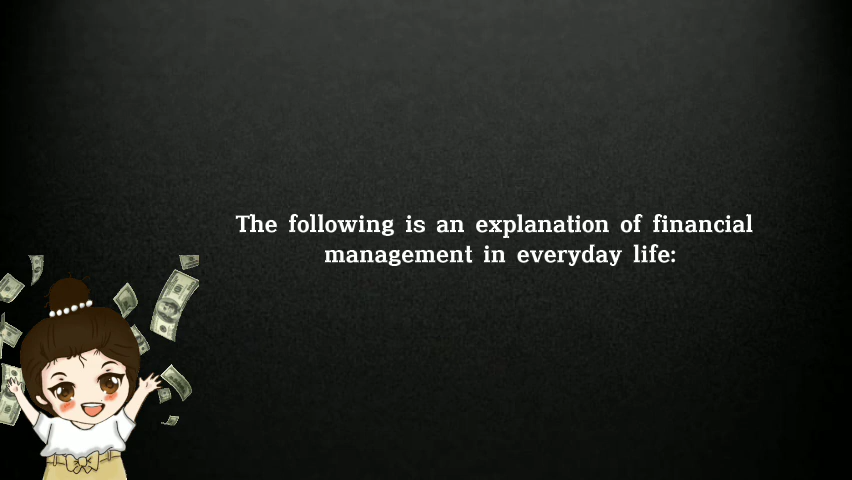 The following is an explanation of financial
management in everyday life: